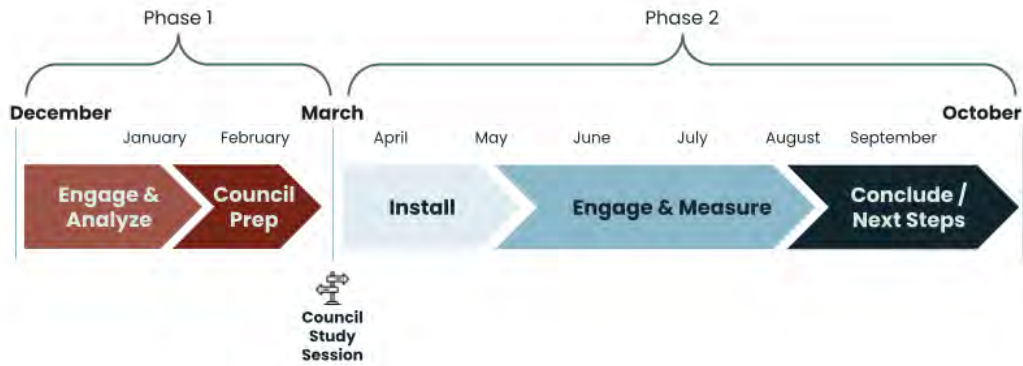 Phase 1
Phase 2
December
March
October
January
February
April
May
June
July
August
September
Engage &
Analyze
Council
Prep
Install
Engage & Measure
Conclude /
Next Steps
Council
Study
Session